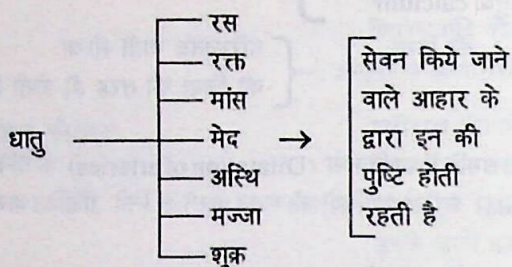 रस
रक्त
मांस
मेद
अस्थि
मज्जा
शुक्र
धातु
सेवन किये जाने
वाले आहार के
द्वारा इन की
पुष्टि होती
रहती है